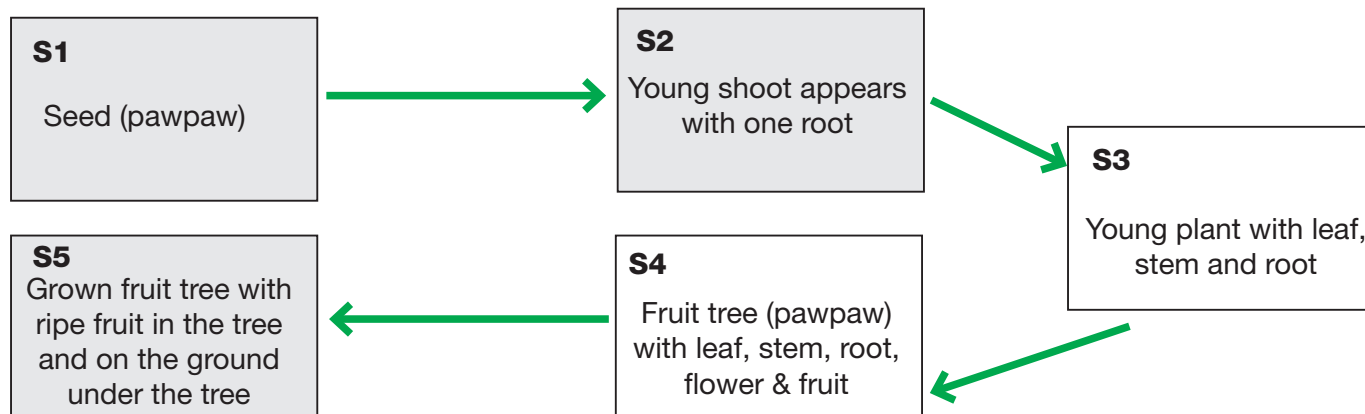 S1
Seed (pawpaw)
S2
Young shoot appears
with one root
S3
Young plant with leaf,
stem and root
S4
Fruit tree (pawpaw)
with leaf, stem, root,
flower & fruit
S5
Grown fruit tree with
ripe fruit in the tree
and on the ground
under the tree